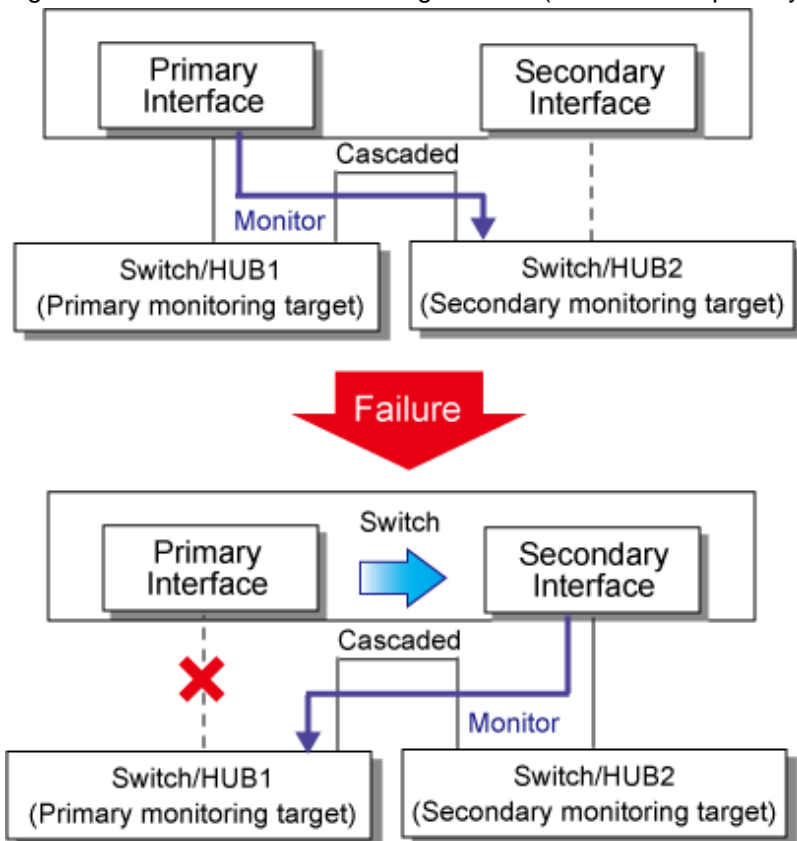 Primary
Interface
Secondary
Interface
Cascaded
Monitor
Switch/HUB1
(Primary monitoring target)
Switch/HUB2
(Secondary monitoring target)
Failure
Switch
Primary
Interface
Secondary
Interface
Cascaded
Monitor
Switch/HUB1
(Primary monitoring target)
Switch/HUB2
(Secondary monitoring target)